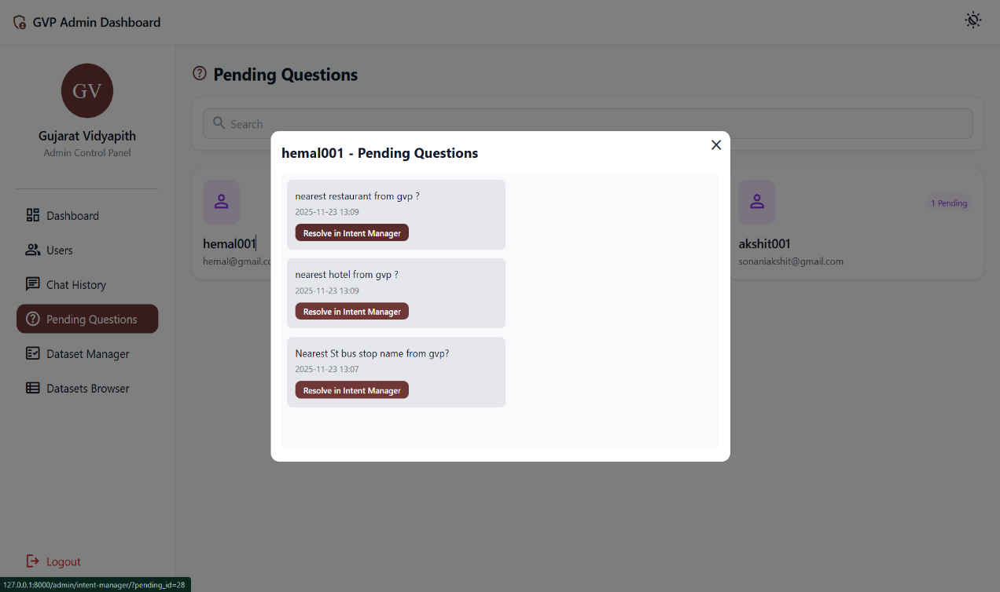 GVP Admin Dashboard
GV
Gujarat Vidyapith
Admin Control Panel
Dashboard
Users
Chat History
Pending Questions
Dataset Manager
Datasets Browser
Logout
Pending Questions
Search
hemal001
hemal@gmail.co
1 Pending
akshit001
sonaniakshit@gmail.com
hemal001 - Pending Questions
nearest restaurant from gvp ?
2025-11-23 13:09
Resolve in Intent Manager
nearest hotel from gvp ?
2025-11-23 13:09
Resolve in Intent Manager
Nearest St bus stop name from gvp?
2025-11-23 13:07
Resolve in Intent Manager
127.0.0.1:8000/admin/intent-manager/?pending_id=28